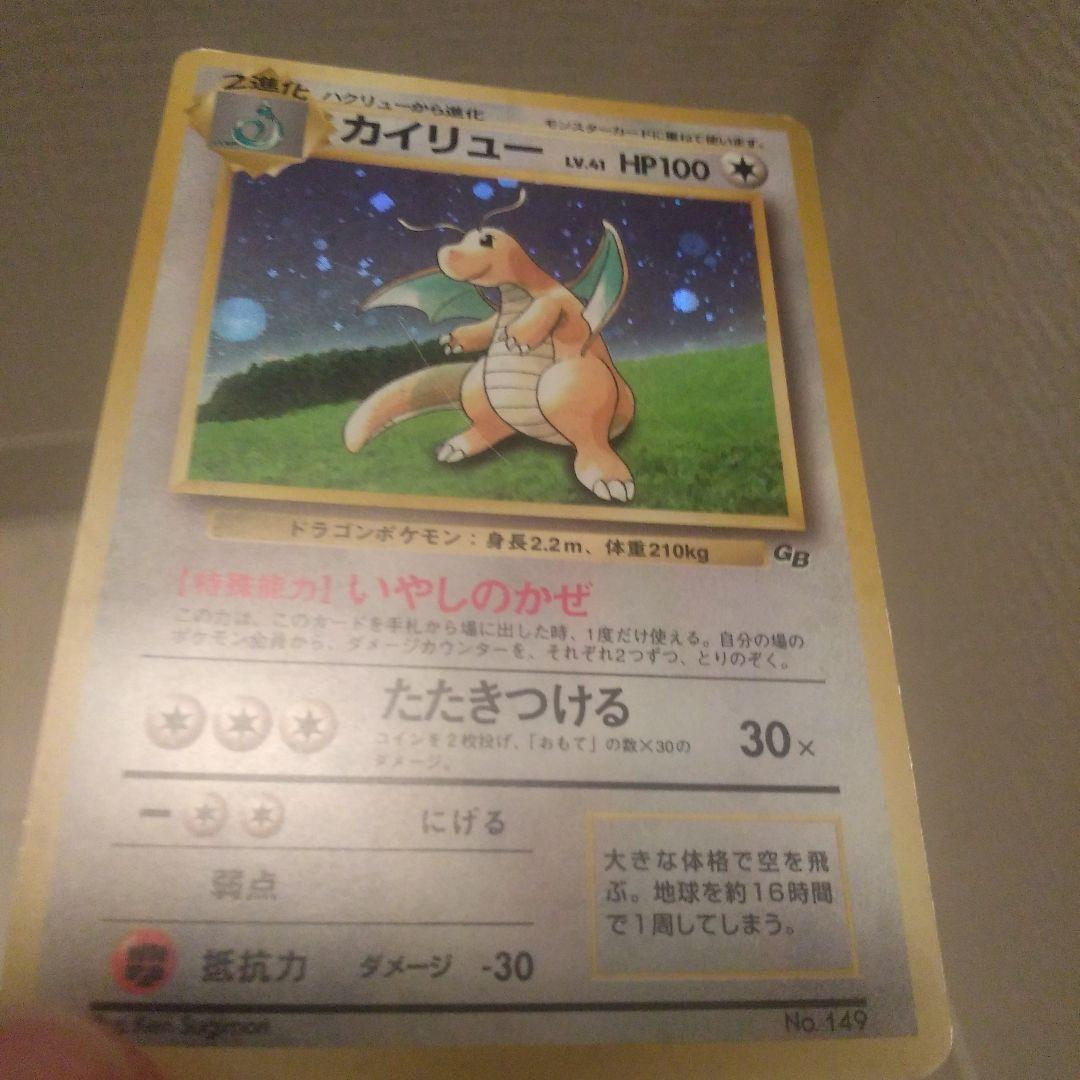 2進化
ハクリューから進化
モンスターカードに重ねて使います。
カイリュー
LV.41 HP100
ドラゴンポケモン：身長2.2m、体重210kg
GB
[特殊能力] いやしのかぜ
この力は、このカードを手札から場に出した時、1度だけ使える。自分の場の
ポケモン全員から、ダメージカウンターを、それぞれ2つずつ、とりのぞく。
たたきつける
30×
コインを2枚投げ、「おもて」の数×30の
ダメージ。
にげる
弱点
抵抗力 ダメージ -30
大きな体格で空を飛
ぶ。地球を約16時間
で1周してしまう。
Ken Sugimori
No. 149